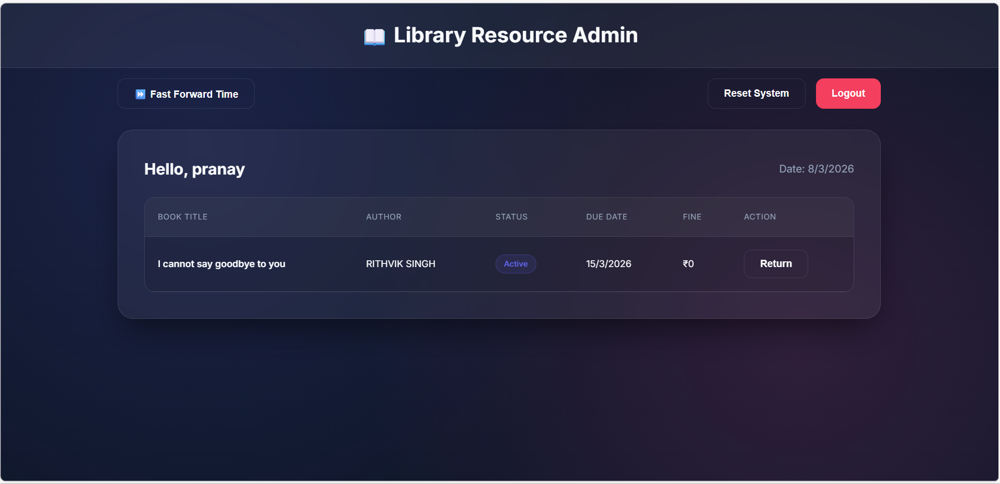 📖 Library Resource Admin
⏩ Fast Forward Time
Reset System
Logout
Hello, pranay
Date: 8/3/2026
BOOK TITLE AUTHOR STATUS DUE DATE FINE ACTION
I cannot say goodbye to you RITHVIK SINGH Active 15/3/2026 ₹0 Return